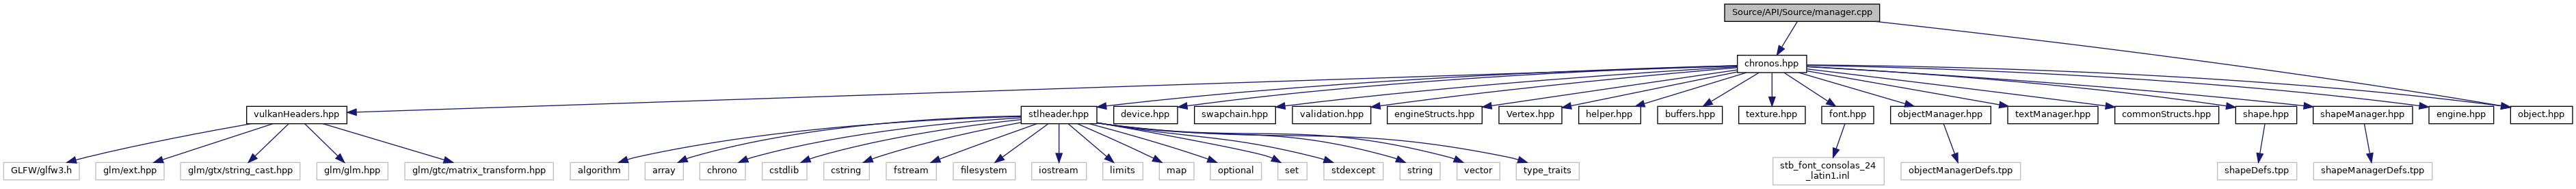 Source/API/Source/manager.cpp
chronos.hpp
vulkanHeaders.hpp
stlheader.hpp
device.hpp
swapchain.hpp
validation.hpp
engineStructs.hpp
Vertex.hpp
helper.hpp
buffers.hpp
texture.hpp
font.hpp
objectManager.hpp
textManager.hpp
commonStructs.hpp
shape.hpp
shapeManager.hpp
engine.hpp
object.hpp
GLFW/glfw3.h
glm/ext.hpp
glm/gtx/string_cast.hpp
glm/glm.hpp
glm/gtc/matrix_transform.hpp
algorithm
array
chrono
cstdlib
cstring
fstream
filesystem
iostream
limits
map
optional
set
stdexcept
string
vector
type_traits
stb_font_consolas_24
_latin1.inl
objectManagerDefs.tpp
shapeDefs.tpp
shapeManagerDefs.tpp